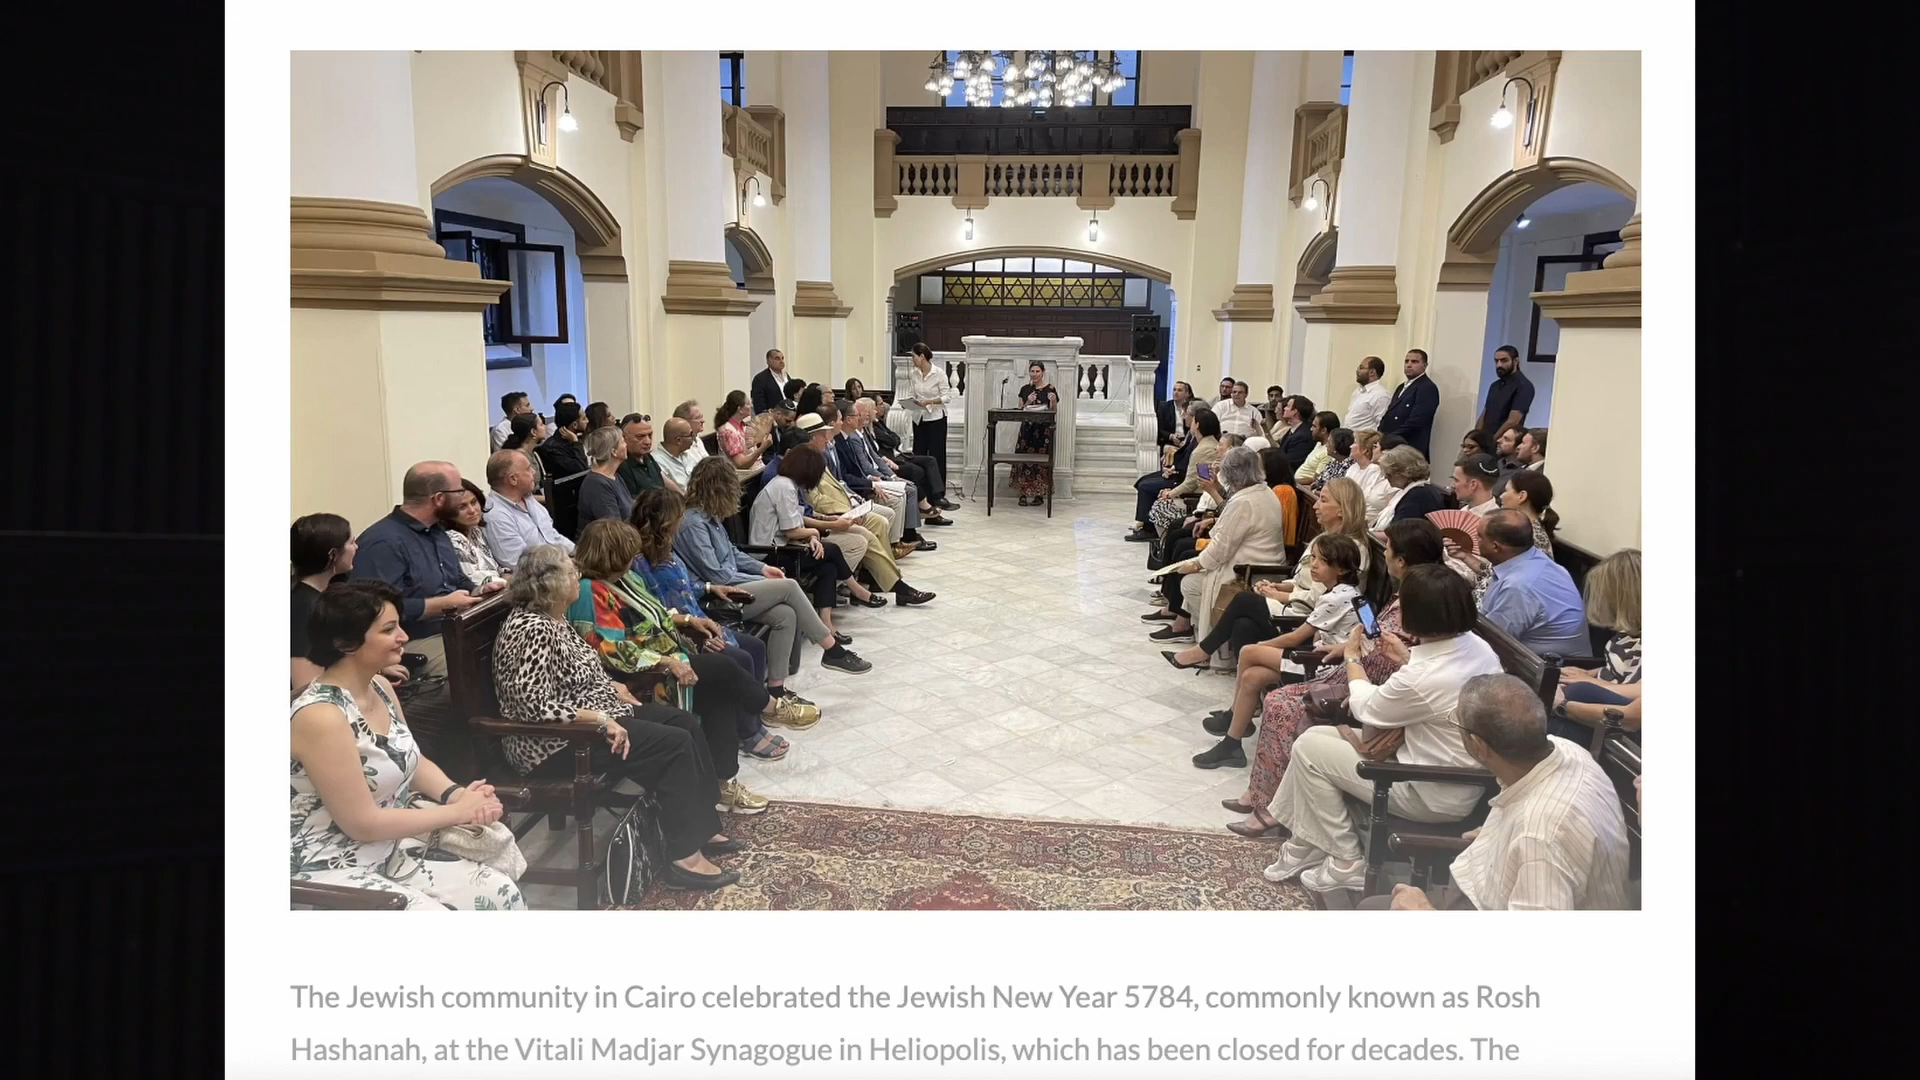 The Jewish community in Cairo celebrated the Jewish New Year 5784, commonly known as Rosh
Hashanah, at the Vitali Madjar Synagogue in Heliopolis, which has been closed for decades. The